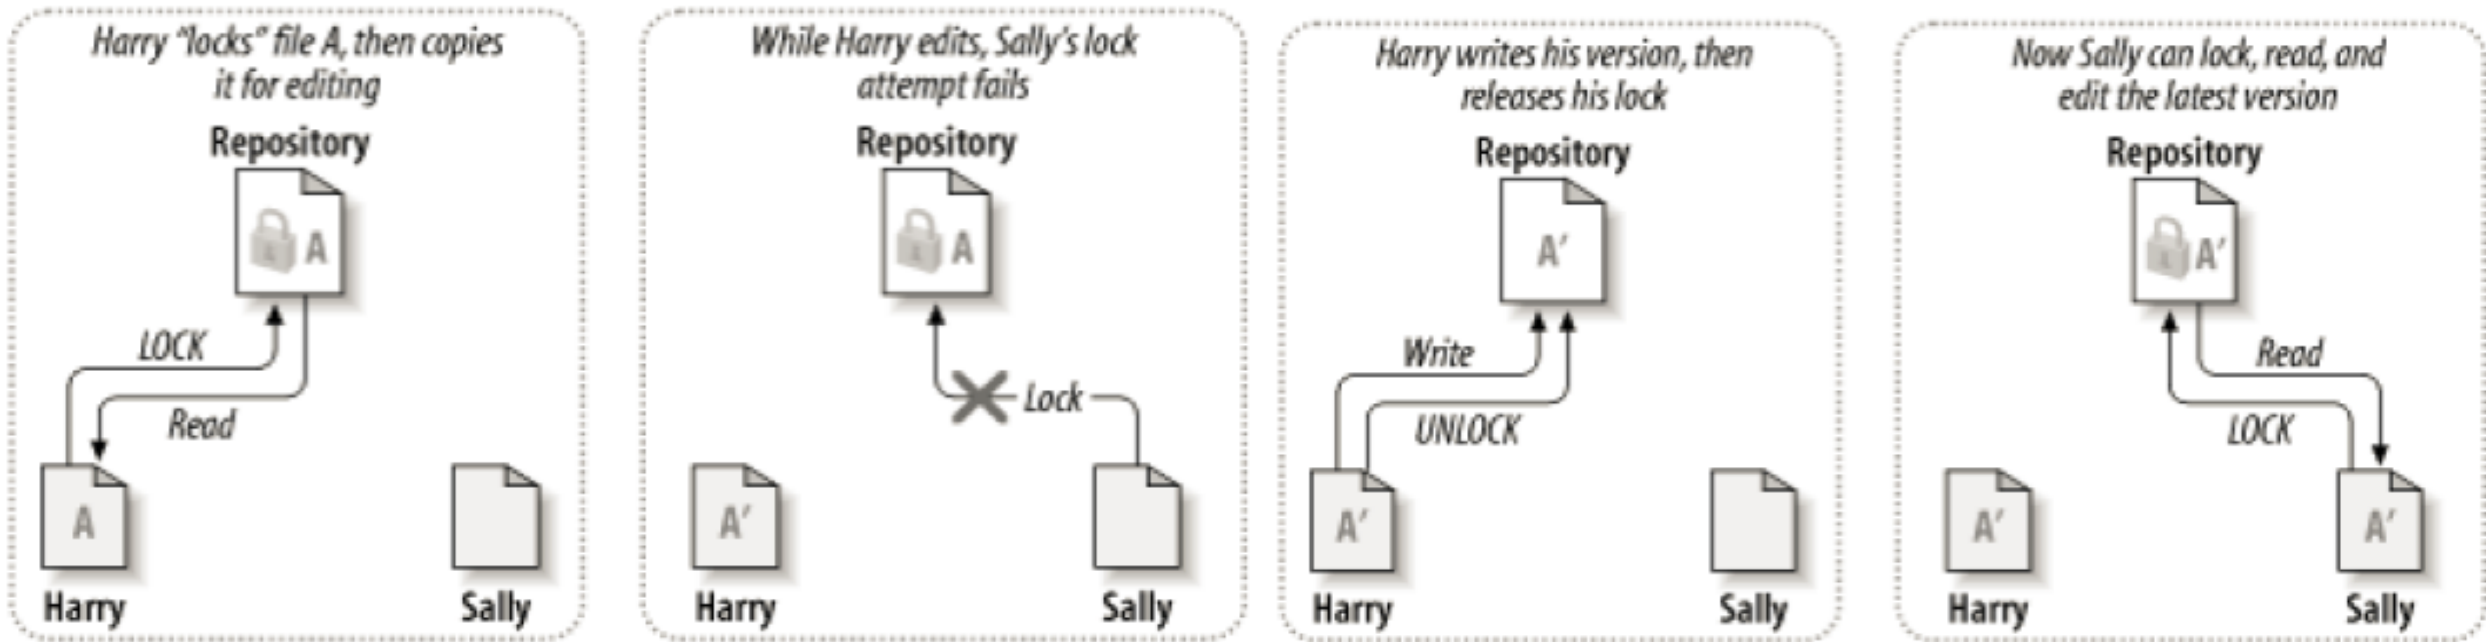 Harry “locks” file A, then copies
it for editing
Repository
A
LOCK
Read
A
Harry
Sally
While Harry edits, Sally’s lock
attempt fails
Repository
A
Lock
A′
Harry
Sally
Harry writes his version, then
releases his lock
Repository
A′
Write
UNLOCK
A′
Harry
Sally
Now Sally can lock, read, and
edit the latest version
Repository
A′
Read
LOCK
A′
A′
Harry
Sally